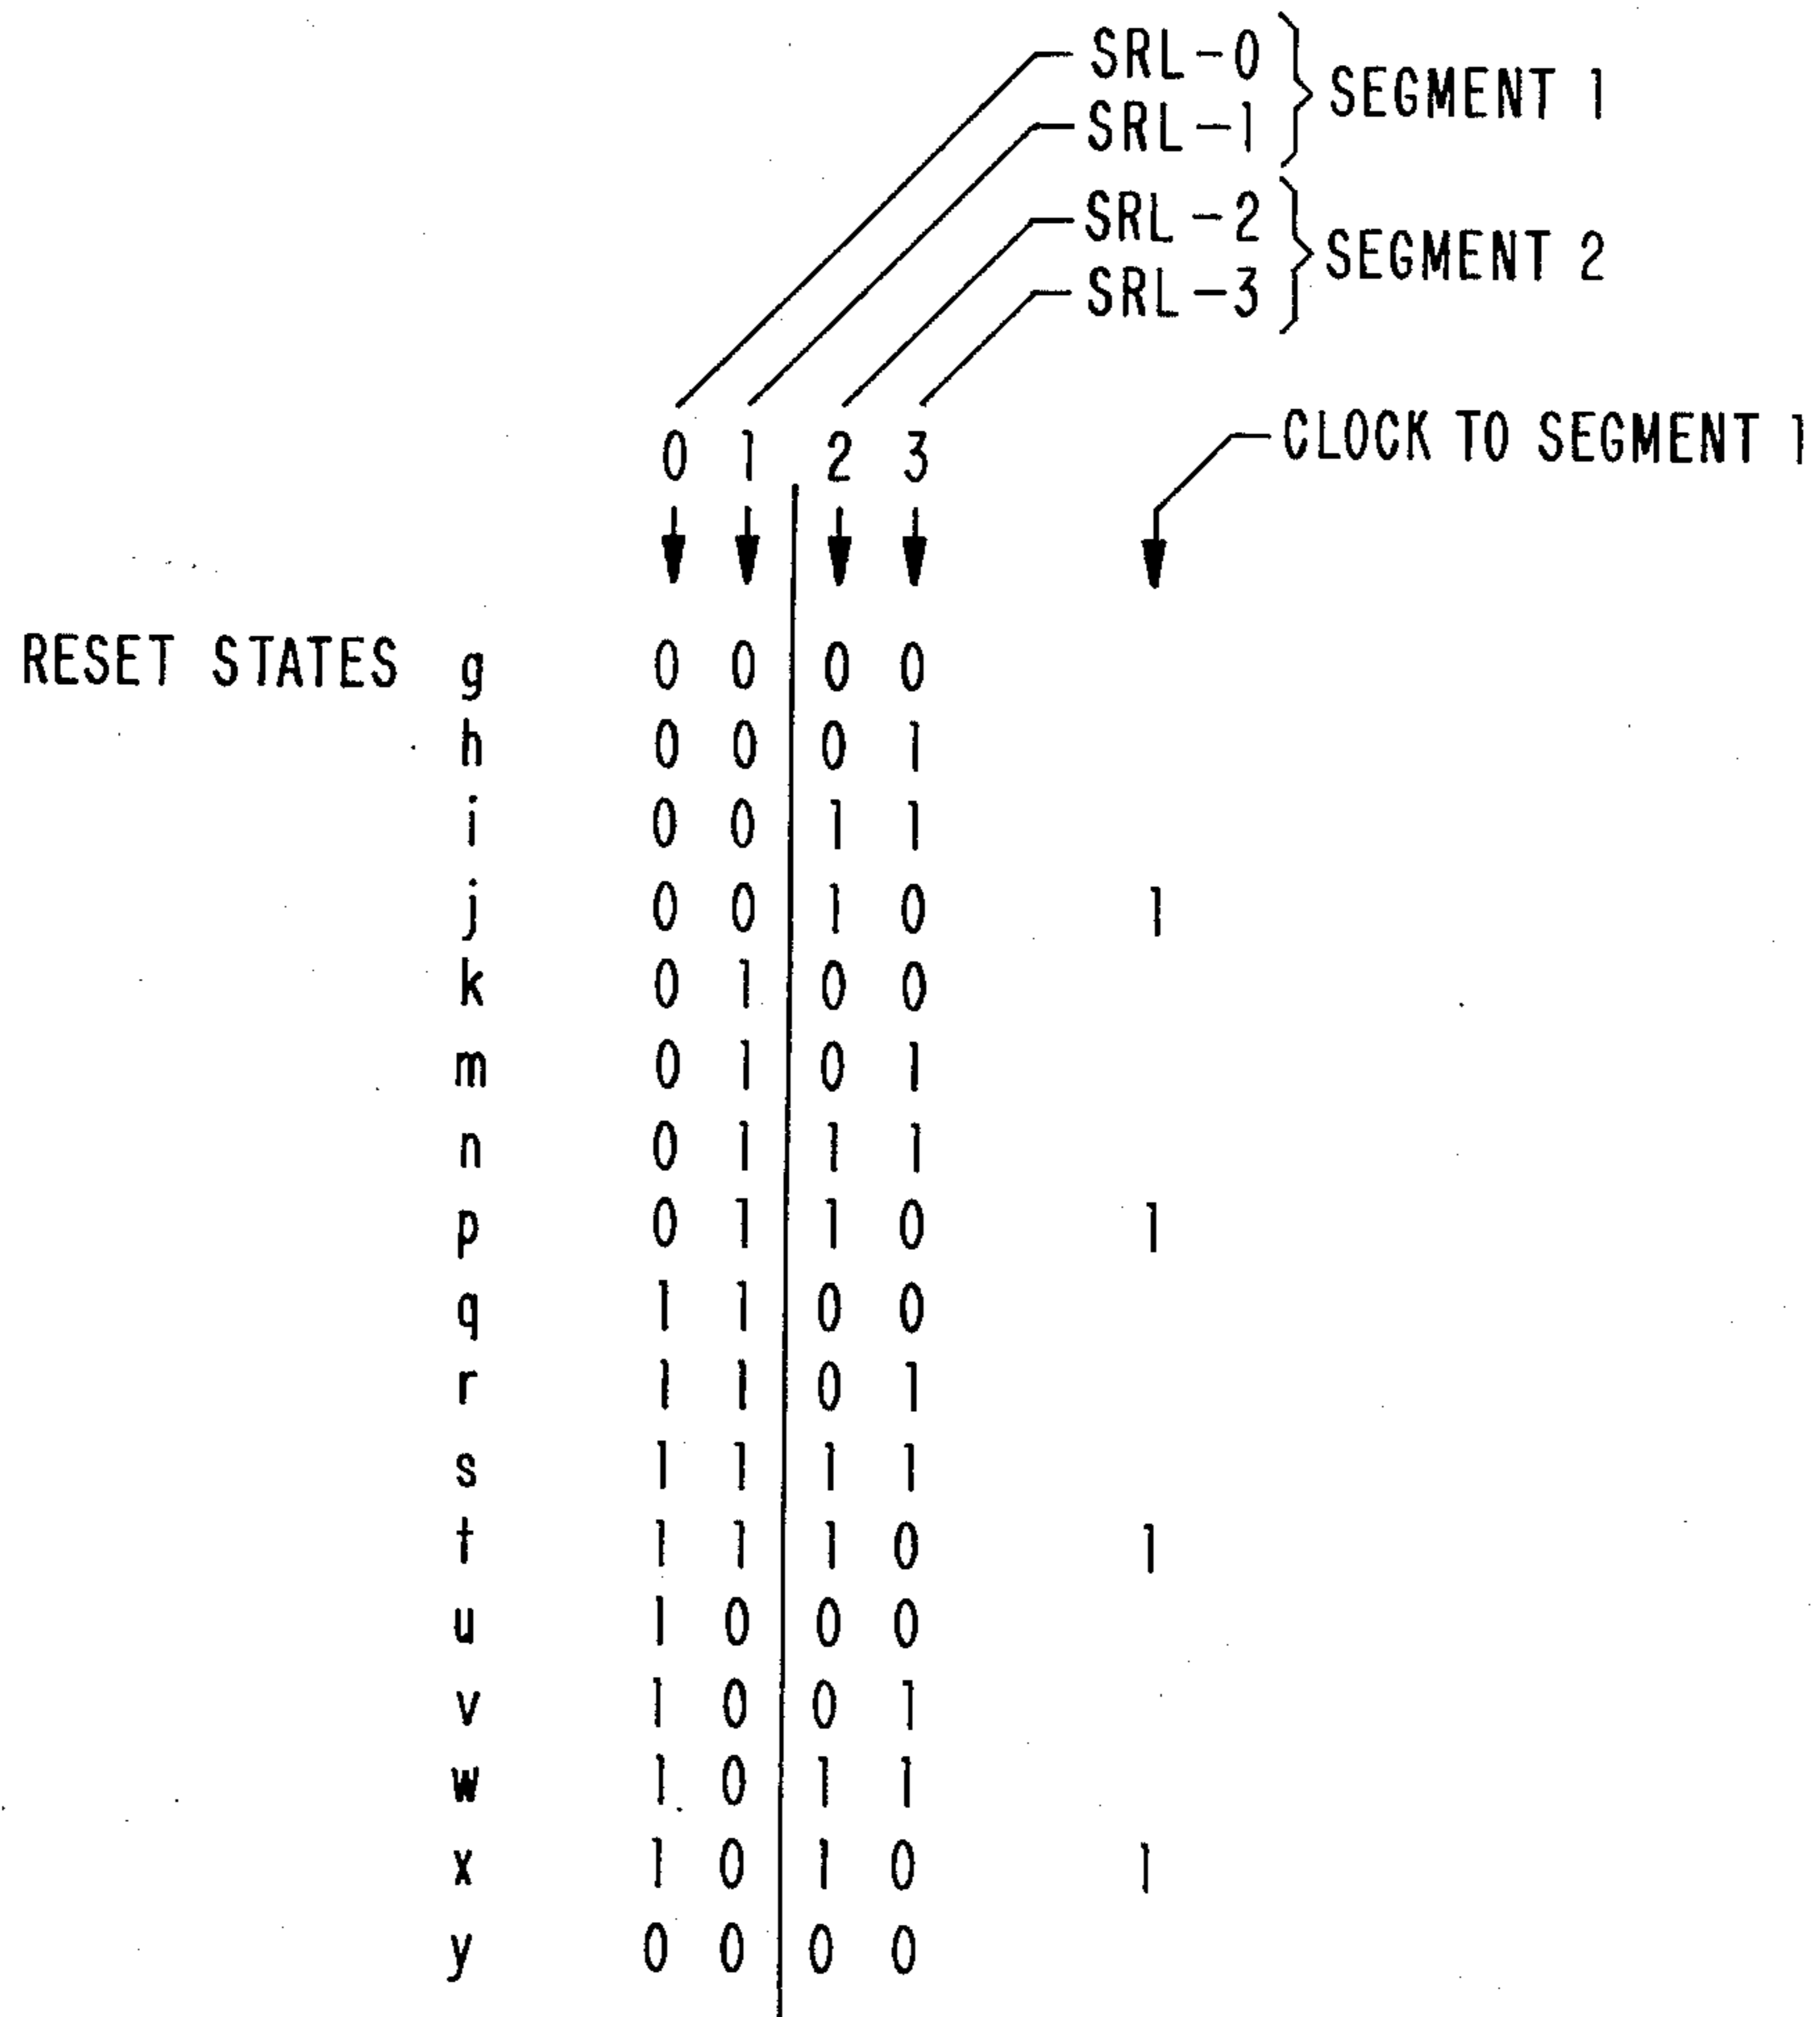 SRL-0
SRL-1
SEGMENT 1
SRL-2
SRL-3
SEGMENT 2
0 1 2 3
CLOCK TO SEGMENT 1
RESET STATES g 0 0 0 0
h 0 0 0 1
i 0 0 1 1
j 0 0 1 0 1
k 0 1 0 0
m 0 1 0 1
n 0 1 1 1
p 0 1 1 0 1
q 1 1 0 0
r 1 1 0 1
s 1 1 1 1
t 1 1 1 0 1
u 1 0 0 0
v 1 0 0 1
w 1 0 1 1
x 1 0 1 0 1
y 0 0 0 0